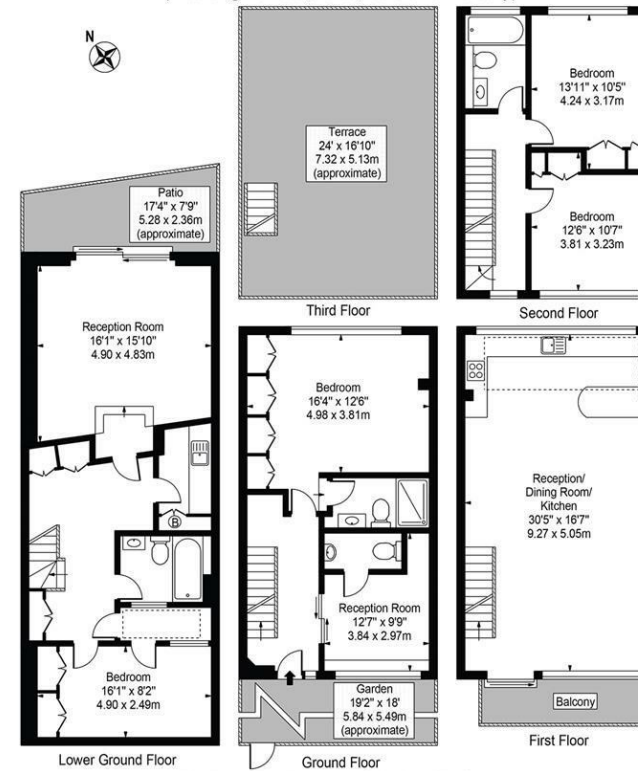 N
Patio
17'4" x 7'9"
5.28 x 2.36m
(approximate)
Reception Room
16'1" x 15'10"
4.90 x 4.83m
B
Bedroom
16'1" x 8'2"
4.90 x 2.49m
Lower Ground Floor
Terrace
24' x 16'10"
7.32 x 5.13m
(approximate)
Third Floor
Bedroom
16'4" x 12'6"
4.98 x 3.81m
Reception Room
12'7" x 9'9"
3.84 x 2.97m
Garden
19'2" x 18'
5.84 x 5.49m
(approximate)
Ground Floor
Bedroom
13'11" x 10'5"
4.24 x 3.17m
Bedroom
12'6" x 10'7"
3.81 x 3.23m
Second Floor
Reception/
Dining Room/
Kitchen
30'5" x 16'7"
9.27 x 5.05m
Balcony
First Floor